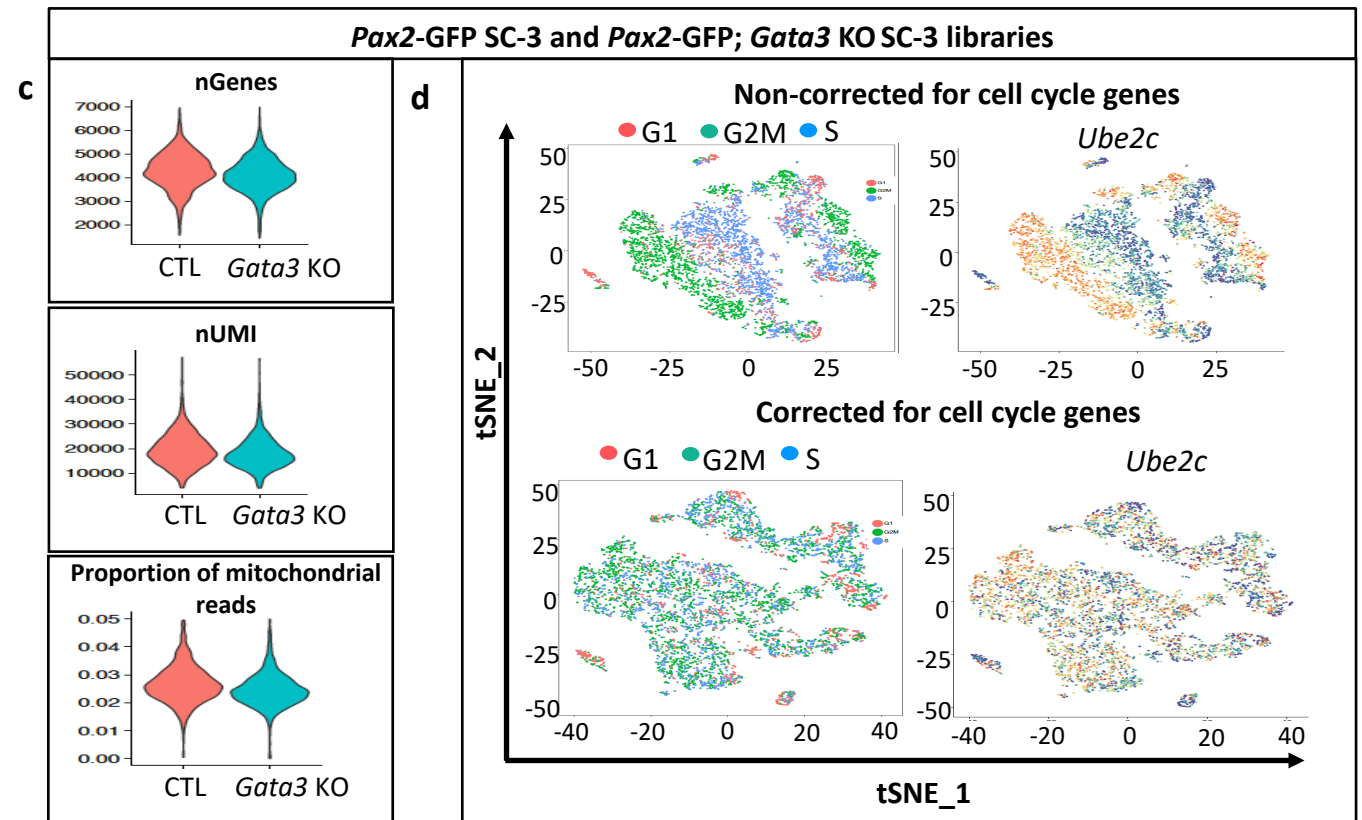 Pax2-GFP SC-3 and Pax2-GFP; Gata3 KO SC-3 libraries
c
nGenes
7000
6000
5000
4000
3000
2000
CTL Gata3 KO
nUMI
50000
40000
30000
20000
10000
CTL Gata3 KO
Proportion of mitochondrial
reads
0.05
0.04
0.03
0.02
0.01
0.00
CTL Gata3 KO
d
Non-corrected for cell cycle genes
G1 G2M S
50
25
0
-25
-50 -25 0 25
G1
G2M
S
Ube2c
50
25
0
-25
-50 -25 0 25
Corrected for cell cycle genes
G1 G2M S
50
25
0
-25
-50
-40 -20 0 20 40
G1
G2M
S
Ube2c
50
25
0
-25
-50
-40 -20 0 20 40
tSNE_2
tSNE_1